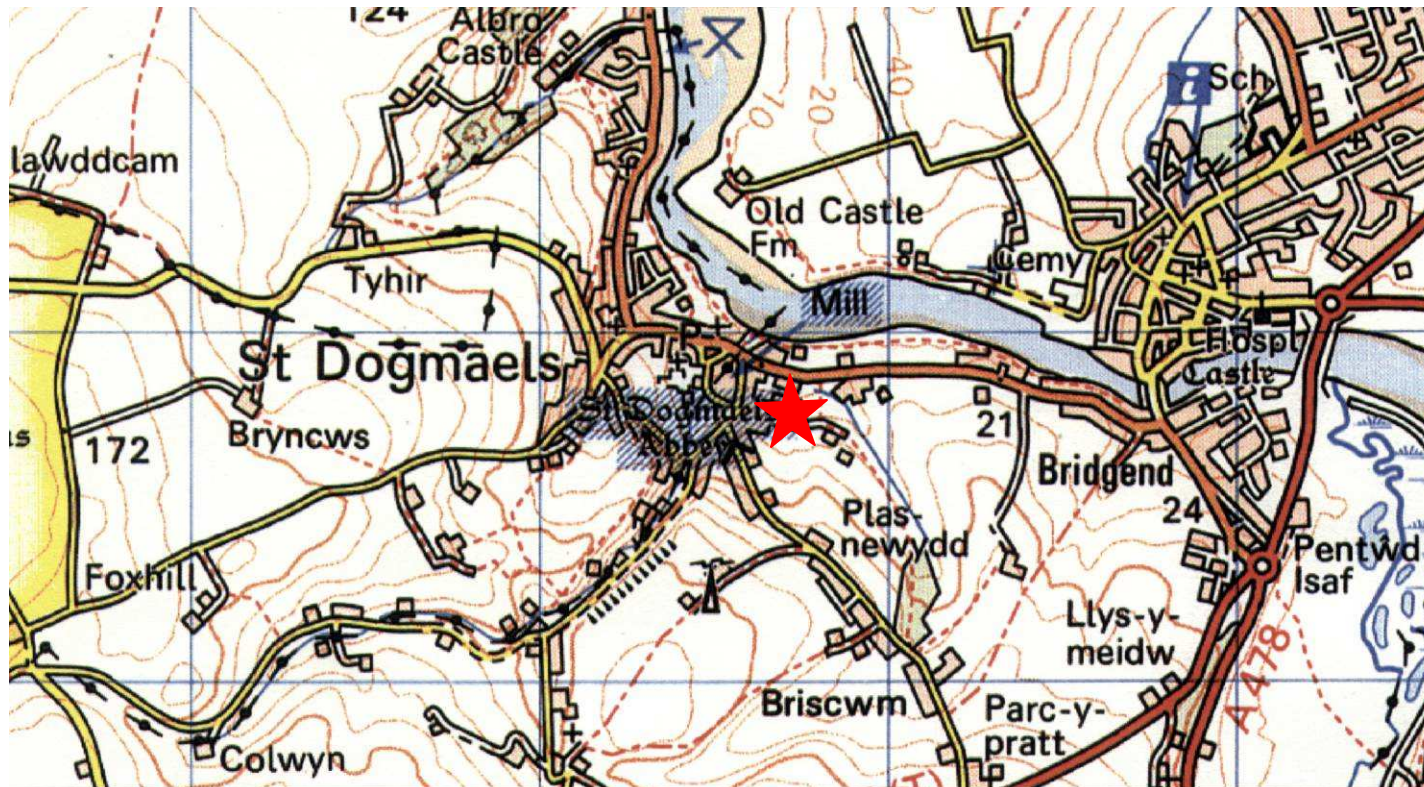 124
Albro
Castle
Sch
40
20
10
lawddcam
Old Castle
Fm
Cemy
Tyhir
Mill
P
Hospl
Castle
St Dogmaels
Abbey
21
Bryncws
172
Bridgend
24
Plas-
newydd
Pentwd
Isaf
Foxhill
Llys-y-
meidw
A478
Briscwm
Parc-y-
pratt
Colwyn